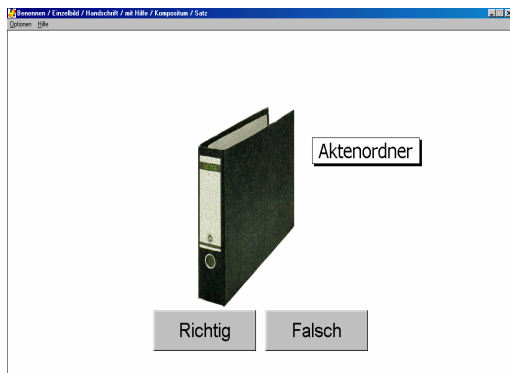 Benennen / Einzelbild / Handschrift / mit Hilfe / Kompositum / Satz
Optionen Hilfe
Aktenordner
Richtig
Falsch